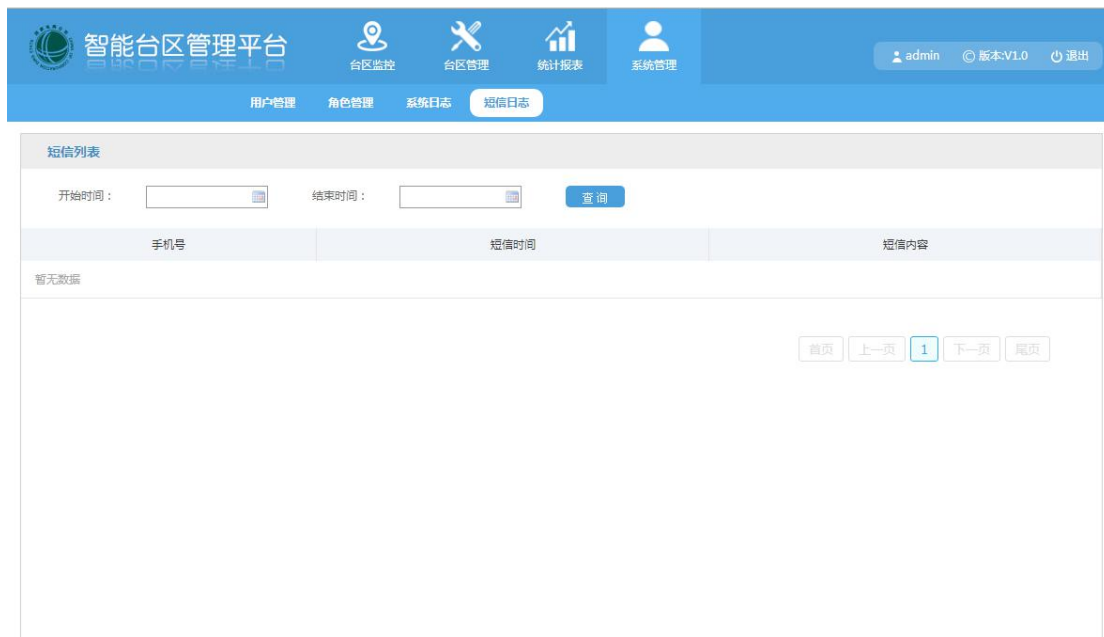 智能台区管理平台
台区监控 台区管理 统计报表 系统管理
admin © 版本:V1.0 退出
用户管理 角色管理 系统日志 短信日志
短信列表
开始时间： 结束时间： 查询
手机号 短信时间 短信内容
暂无数据
首页 上一页 1 下一页 尾页